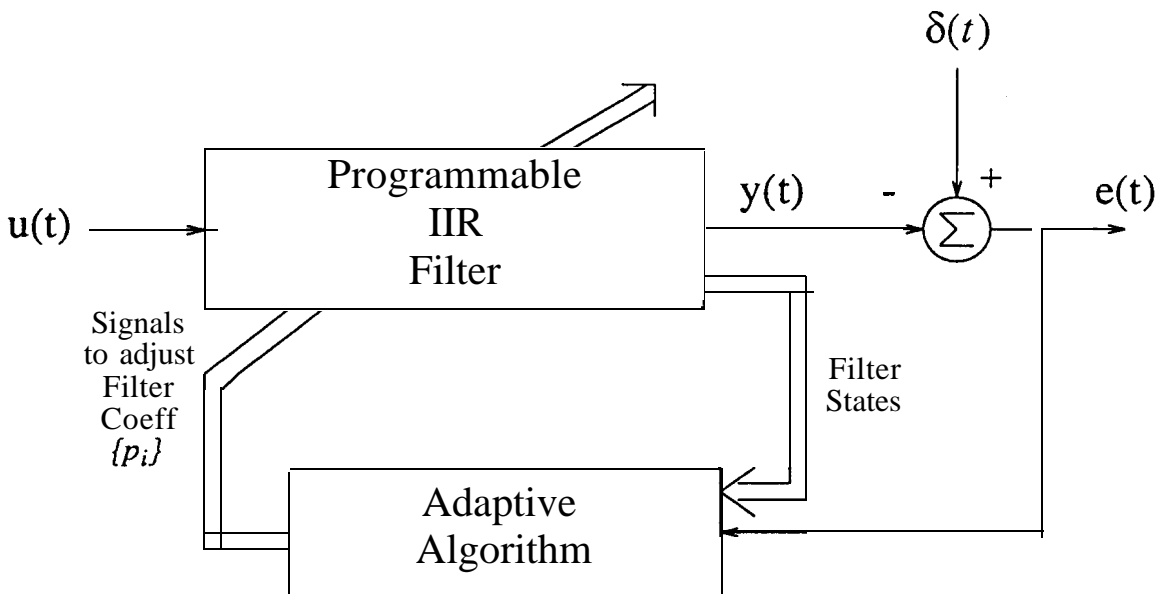 δ(t)
Programmable
IIR
Filter
u(t)
y(t)
-
+
Σ
e(t)
Signals
to adjust
Filter
Coeff
{pᵢ}
Filter
States
Adaptive
Algorithm